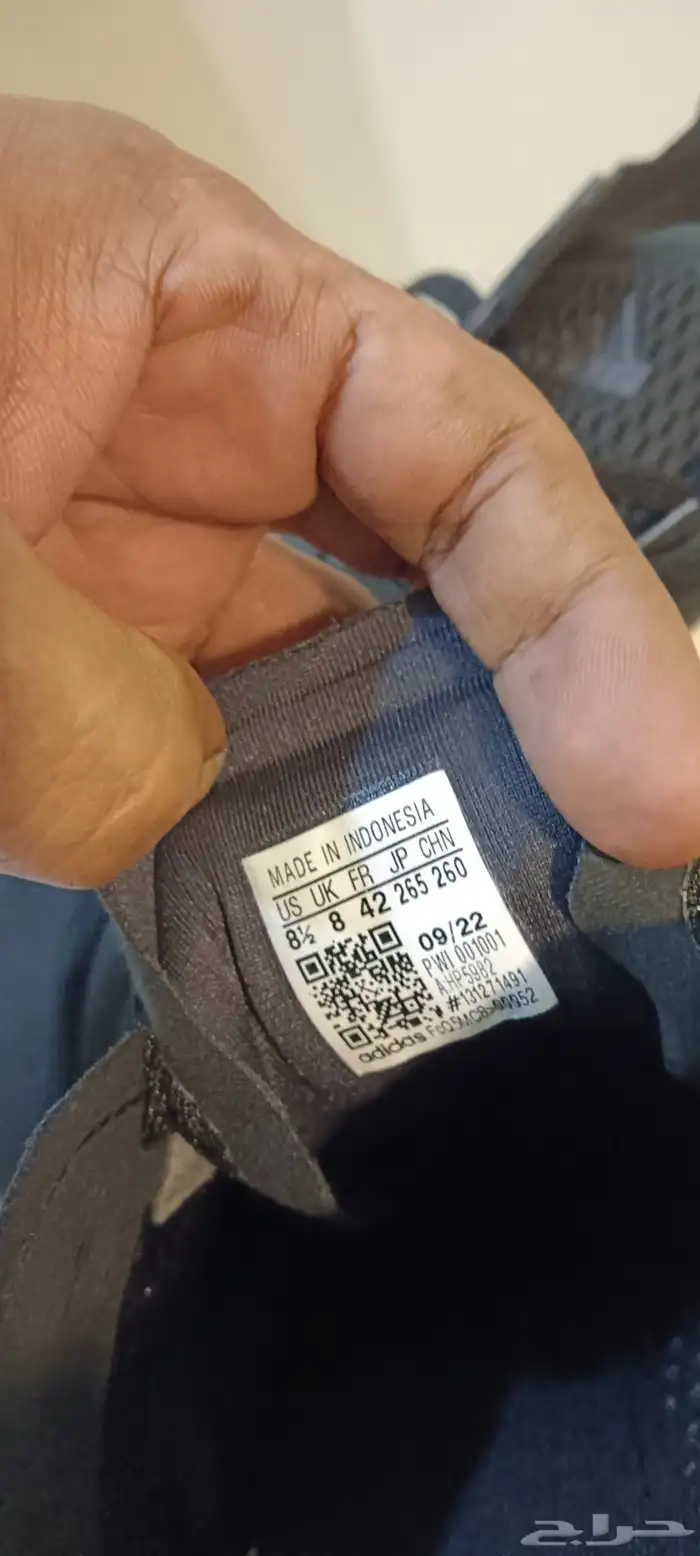 MADE IN INDONESIA
US UK FR JP CHN
8½ 8 42 265 260
09/22
PWI 001001
AHP5982
#131271491
adidas
حراج